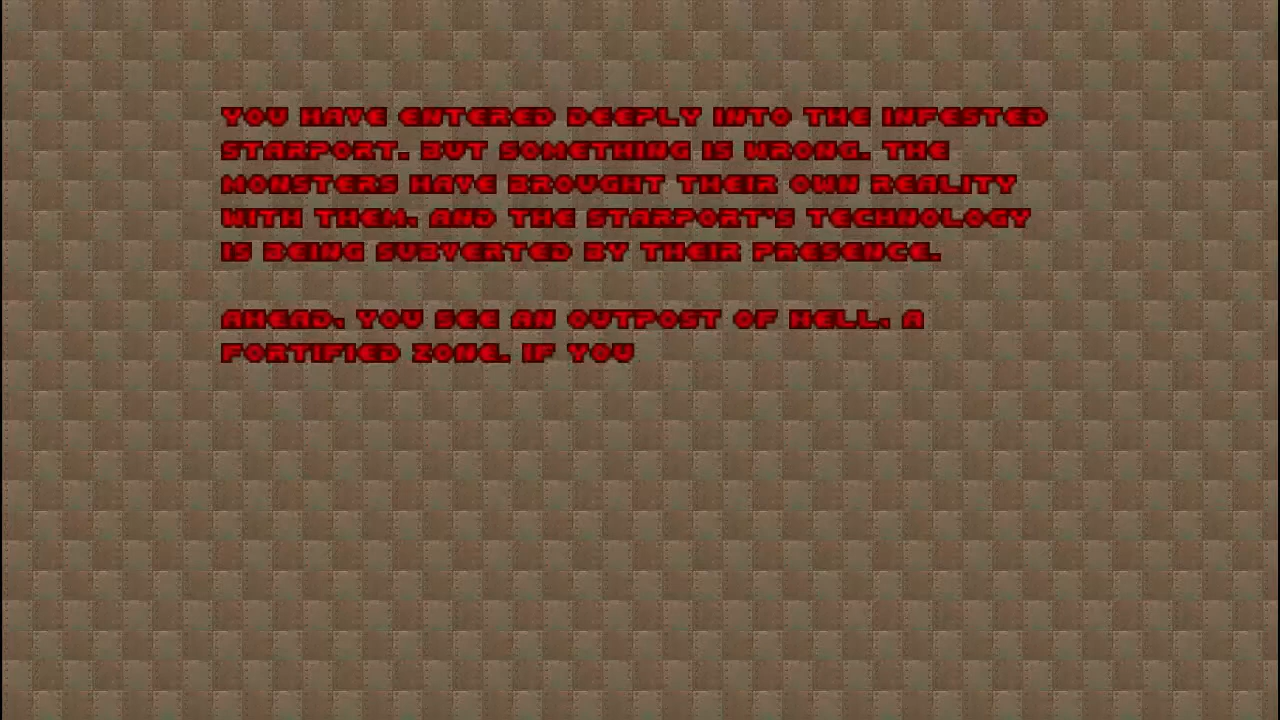 YOU HAVE ENTERED DEEPLY INTO THE INFESTED
STARPORT. BUT SOMETHING IS WRONG. THE
MONSTERS HAVE BROUGHT THEIR OWN REALITY
WITH THEM, AND THE STARPORT'S TECHNOLOGY
IS BEING SUBVERTED BY THEIR PRESENCE.
AHEAD, YOU SEE AN OUTPOST OF HELL, A
FORTIFIED ZONE. IF YOU